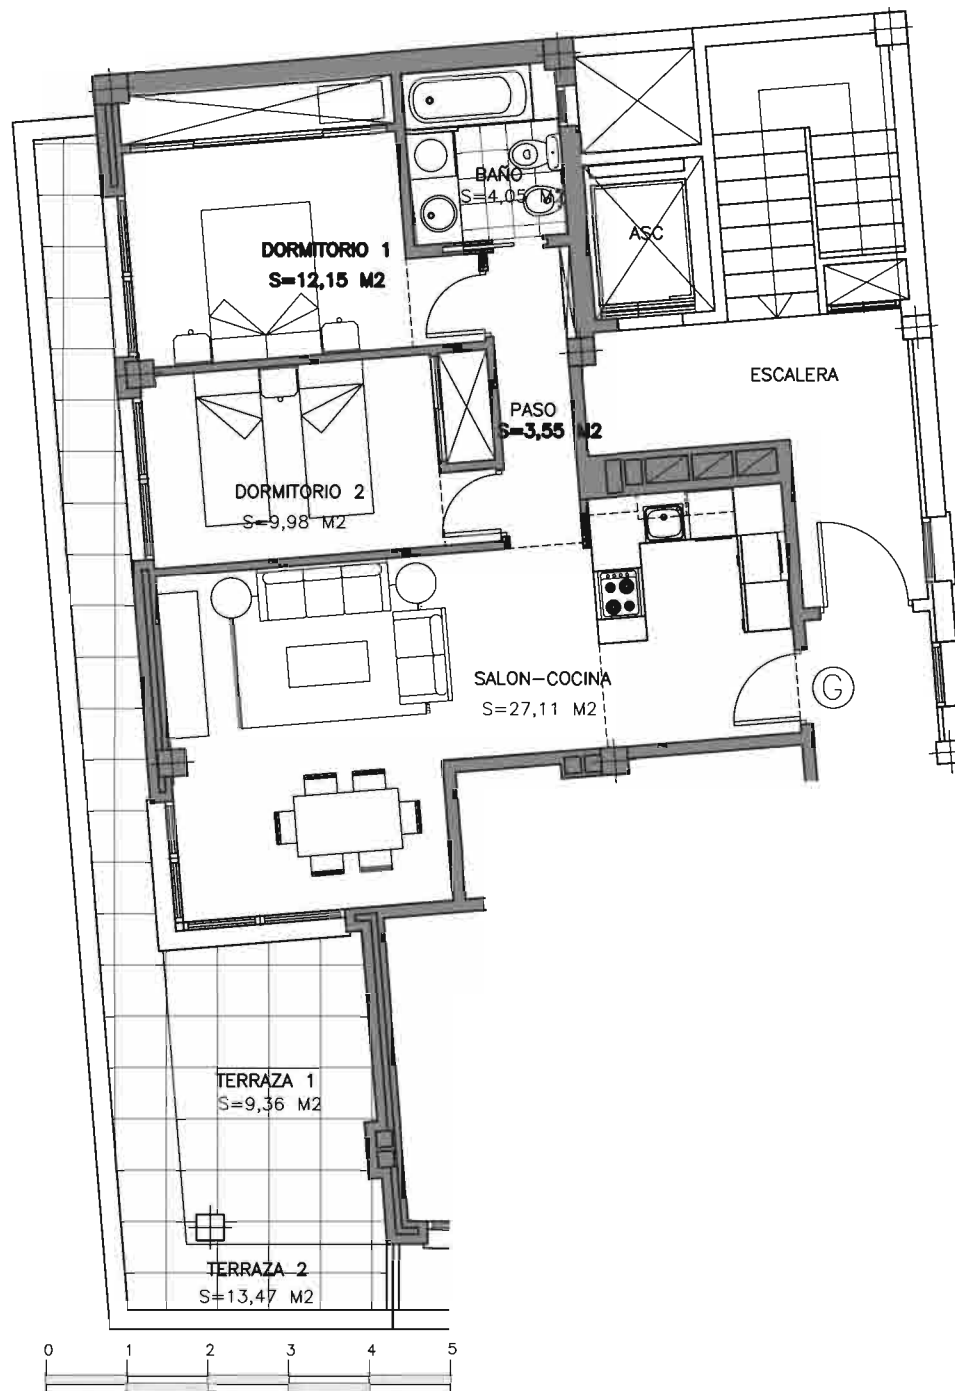 BAÑO
S=4,05 M2
ASC
DORMITORIO 1
S=12,15 M2
ESCALERA
PASO
S=3,55 M2
DORMITORIO 2
S=9,98 M2
SALON-COCINA
S=27,11 M2
G
TERRAZA 1
S=9,36 M2
TERRAZA 2
S=13,47 M2
0 1 2 3 4 5